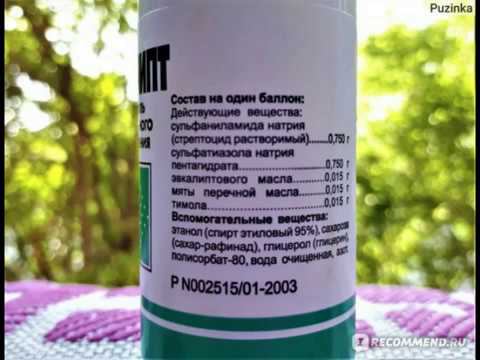 Puzinka
ИПТ
Состав на один баллон:
Действующие вещества:
сульфаниламида натрия
(стрептоцид растворимый).......0,750 г
сульфатиазола натрия
пентагидрата......................0,750 г
эвкалиптового масла..........0,015 г
мяты перечной масла..........0,015 г
тимола...............................0,015 г
Вспомогательные вещества:
этанол (спирт этиловый 95%), сахароза
(сахар-рафинад), глицерол (глицерин),
полисорбат-80, вода очищенная, азот.
Р N002515/01-2003
RECOMMEND.RU